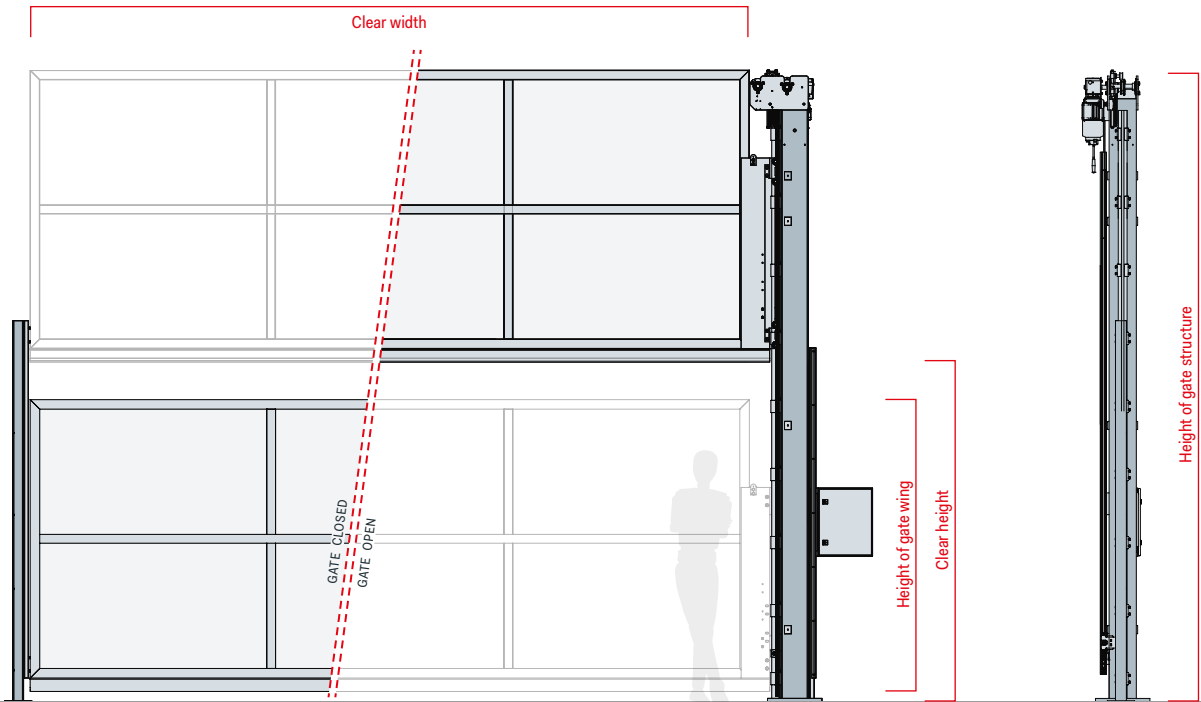 Clear width
GATE CLOSED
GATE OPEN
Height of gate wing
Clear height
Height of gate structure